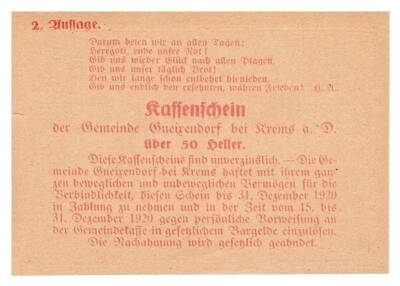 2. Auflage.
Darum beten wir an allen Tagen:
Herrgott, ende unsre Not!
Gib uns wieder Glück nach allen Plagen
Gib uns unser täglich Brot!
Den wir lange schon entbehrt hienieden
Gib uns endlich den ersehnten, wahren Frieden! H. A.
Kassenschein
der Gemeinde Gneixendorf bei Krems a. D.
über 50 Heller.
Diese Kassenscheine sind unverzinslich. — Die Ge-
meinde Gneixendorf bei Krems haftet mit ihrem gan-
zen beweglichen und unbeweglichen Vermögen für die
Verbindlichkeit, diesen Schein bis 31. Dezember 1920
in Zahlung zu nehmen und in der Zeit vom 15. bis
31. Dezember 1920 gegen persönliche Vorweisung an
der Gemeindekasse in gesetzlichem Bargelde einzulösen.
Die Nachahmung wird gesetzlich geahndet.